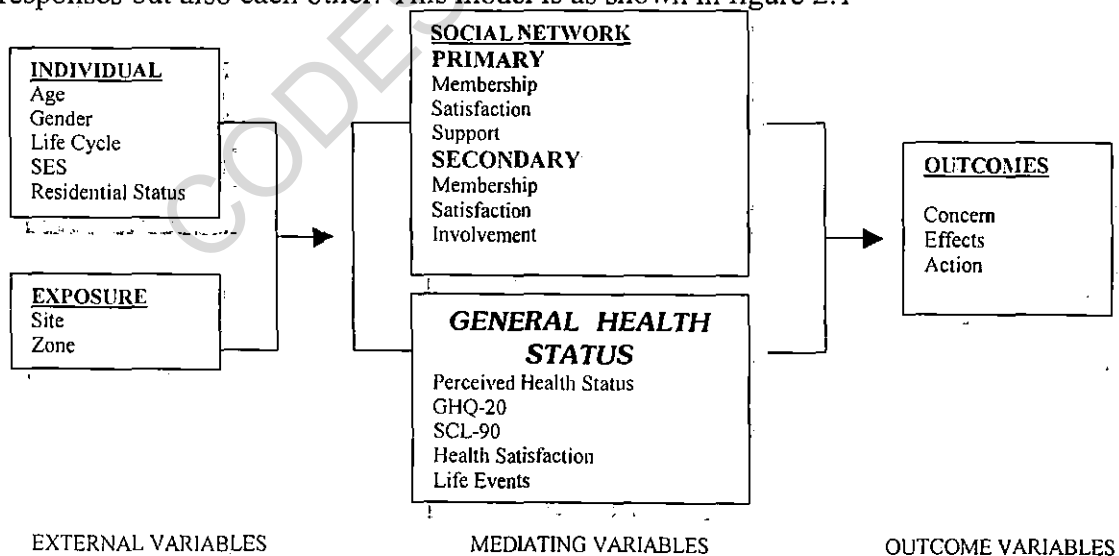 responses but also each other. This model is as shown in figure 2.1
INDIVIDUAL
Age
Gender
Life Cycle
SES
Residential Status
EXPOSURE
Site
Zone
SOCIAL NETWORK
PRIMARY
Membership
Satisfaction
Support
SECONDARY
Membership
Satisfaction
Involvement
GENERAL HEALTH
STATUS
Perceived Health Status
GHQ-20
SCL-90
Health Satisfaction
Life Events
OUTCOMES
Concern
Effects
Action
EXTERNAL VARIABLES
MEDIATING VARIABLES
OUTCOME VARIABLES
CODES